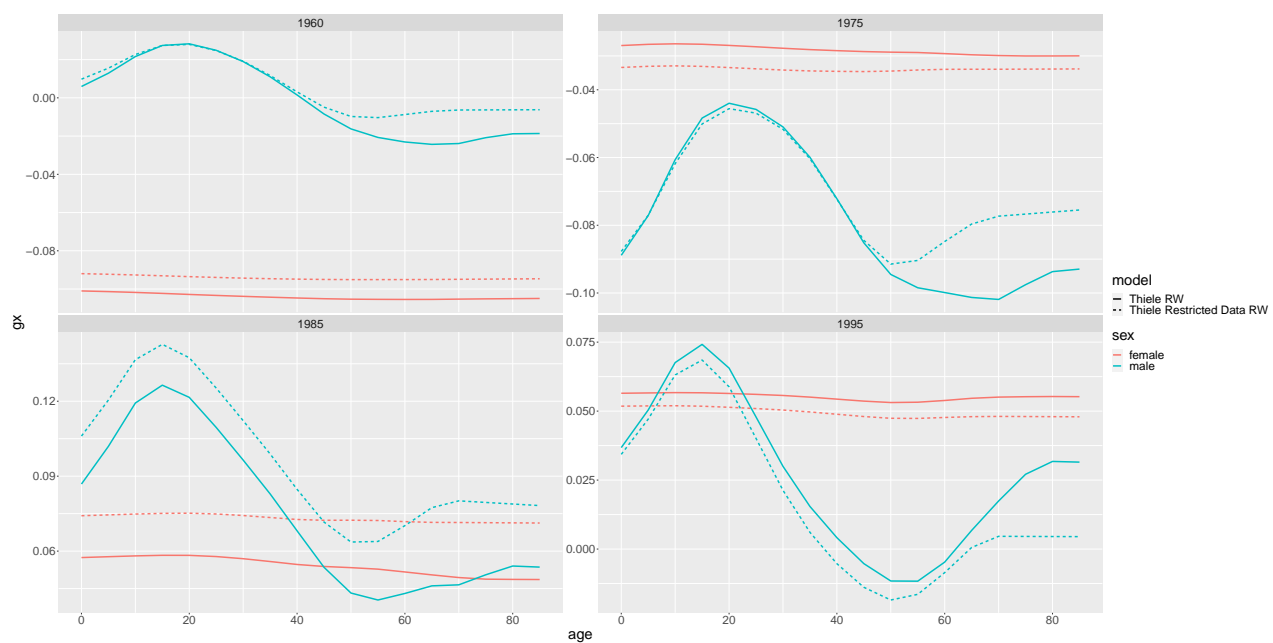 1960
1975
0.00
−0.04
−0.08
−0.04
−0.06
−0.08
−0.10
1985
1995
0.12
0.09
0.06
0.075
0.050
0.025
0.000
0 20 40 60 80
0 20 40 60 80
age
gx
model
Thiele RW
Thiele Restricted Data RW
sex
female
male